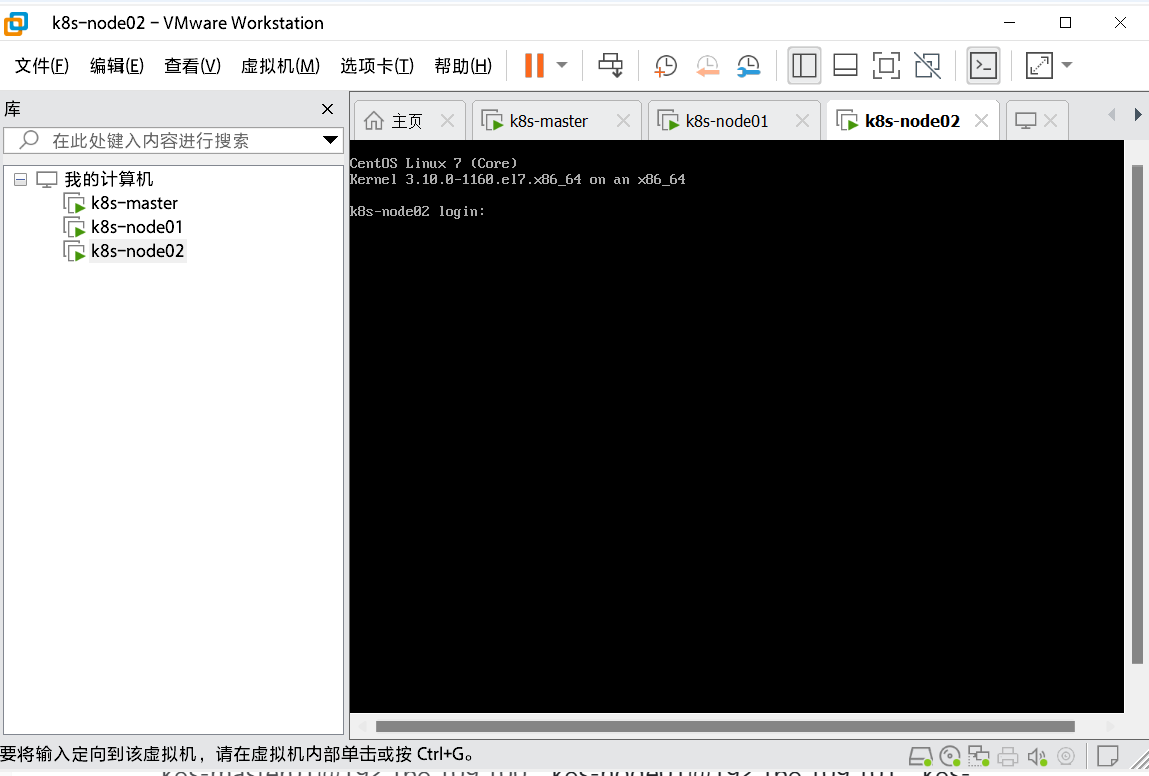 k8s-node02 - VMware Workstation
文件(F) 编辑(E) 查看(V) 虚拟机(M) 选项卡(T) 帮助(H)
库
在此处键入内容进行搜索
我的计算机
k8s-master
k8s-node01
k8s-node02
主页 k8s-master k8s-node01 k8s-node02
CentOS Linux 7 (Core)
Kernel 3.10.0-1160.el7.x86_64 on an x86_64
k8s-node02 login:
要将输入定向到该虚拟机，请在虚拟机内部单击或按 Ctrl+G。